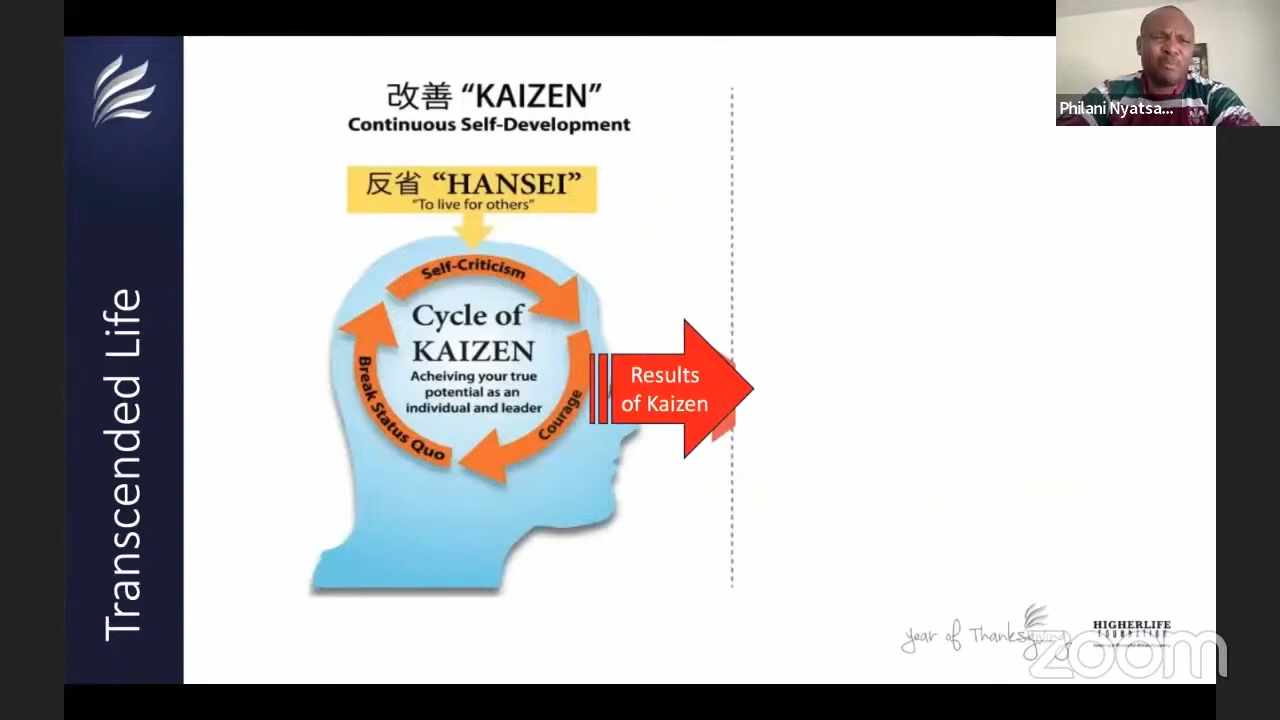 Philani Nyatsa...
Transcended Life
改善 “KAIZEN”
Continuous Self-Development
反省 “HANSEI”
“To live for others”
Self-Criticism
Courage
Break Status Quo
Cycle of
KAIZEN
Acheiving your true
potential as an
individual and leader
Results
of Kaizen
year of Thanksgiving
HIGHERLIFE
FOUNDATION
zoom